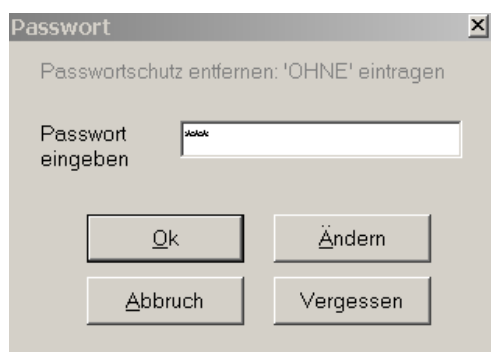 Passwort
Passwortschutz entfernen: 'OHNE' eintragen
Passwort
eingeben
****
Ok
Ändern
Abbruch
Vergessen